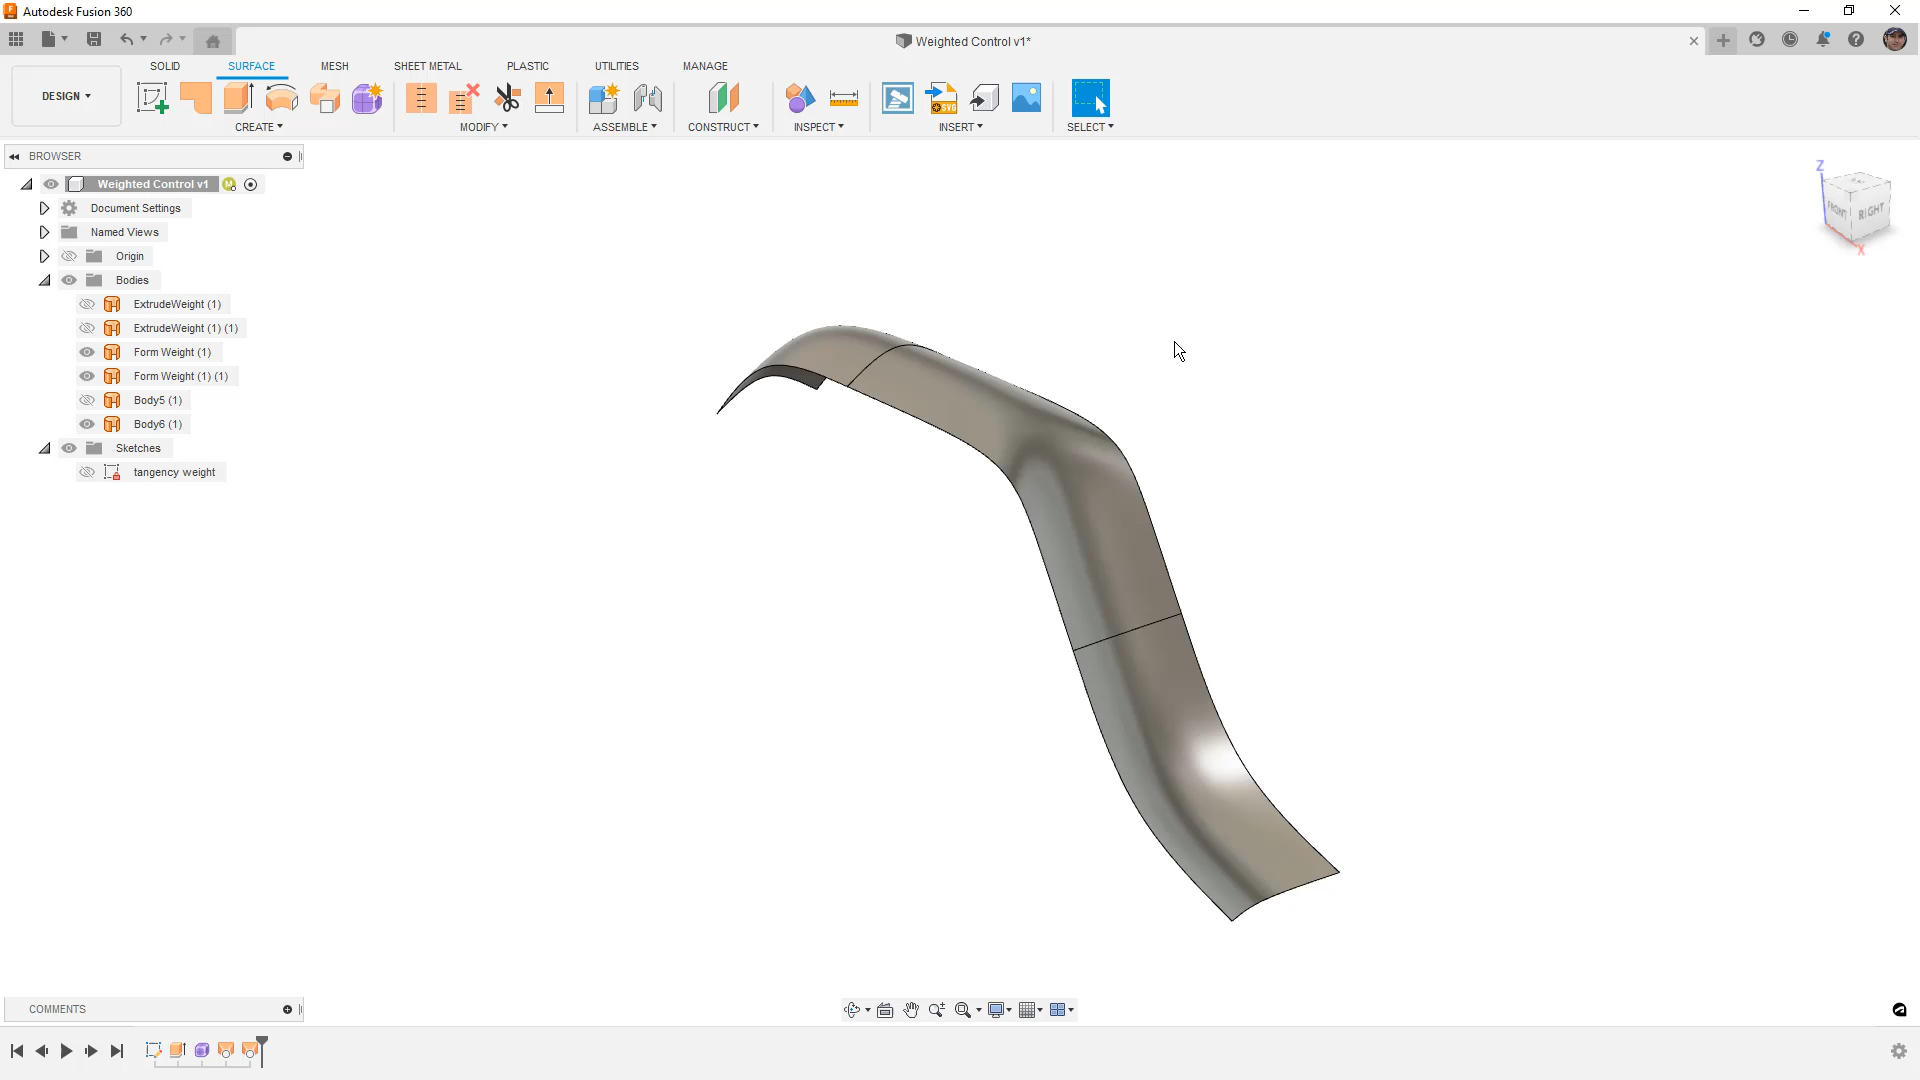 Autodesk Fusion 360
Weighted Control v1*
SOLID SURFACE MESH SHEET METAL PLASTIC UTILITIES MANAGE
DESIGN
CREATE MODIFY ASSEMBLE CONSTRUCT INSPECT INSERT SELECT
SVG
BROWSER
Weighted Control v1
Document Settings
Named Views
Origin
Bodies
ExtrudeWeight (1)
ExtrudeWeight (1) (1)
Form Weight (1)
Form Weight (1) (1)
Body5 (1)
Body6 (1)
Sketches
tangency weight
Z
FRONT RIGHT
X
COMMENTS